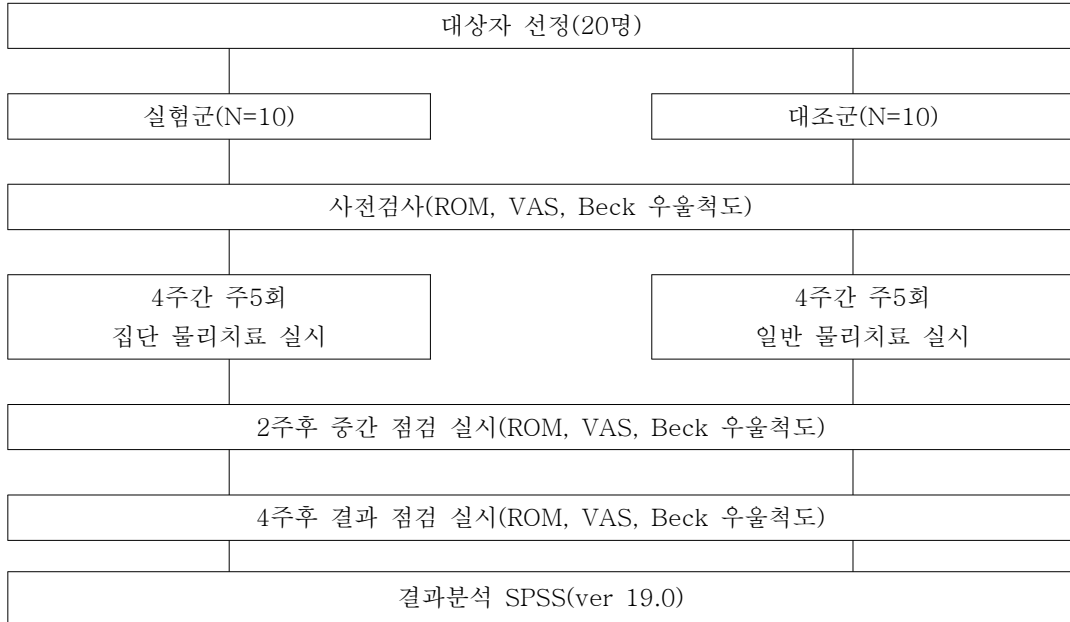 대상자 선정(20명)
실험군(N=10)
대조군(N=10)
사전검사(ROM, VAS, Beck 우울척도)
4주간 주5회
집단 물리치료 실시
4주간 주5회
일반 물리치료 실시
2주후 중간 점검 실시(ROM, VAS, Beck 우울척도)
4주후 결과 점검 실시(ROM, VAS, Beck 우울척도)
결과분석 SPSS(ver 19.0)